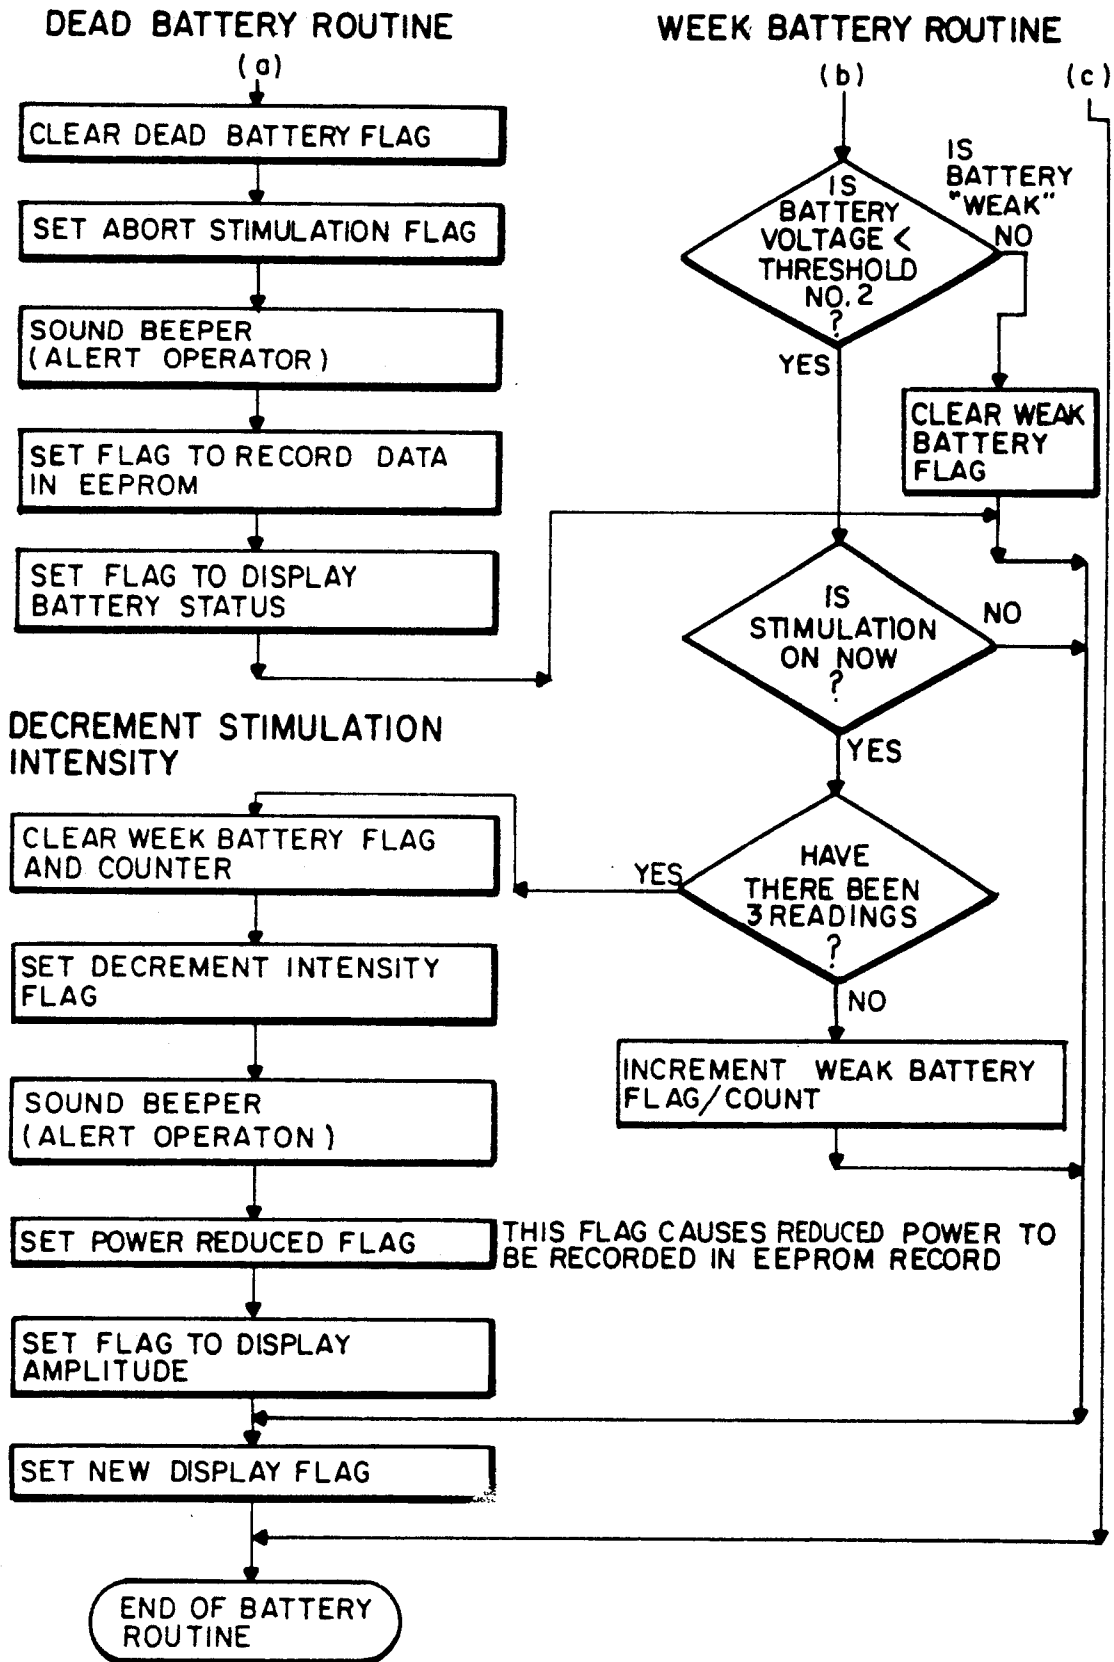 DEAD BATTERY ROUTINE
(a)
CLEAR DEAD BATTERY FLAG
SET ABORT STIMULATION FLAG
SOUND BEEPER
(ALERT OPERATOR)
SET FLAG TO RECORD DATA
IN EEPROM
SET FLAG TO DISPLAY
BATTERY STATUS
WEEK BATTERY ROUTINE
(b)
(c)
IS
BATTERY
VOLTAGE <
THRESHOLD
NO. 2
?
IS
BATTERY
"WEAK"
NO
YES
CLEAR WEAK
BATTERY
FLAG
IS
STIMULATION
ON NOW
?
NO
YES
HAVE
THERE BEEN
3 READINGS
?
YES
NO
INCREMENT WEAK BATTERY
FLAG/COUNT
DECREMENT STIMULATION
INTENSITY
CLEAR WEEK BATTERY FLAG
AND COUNTER
SET DECREMENT INTENSITY
FLAG
SOUND BEEPER
(ALERT OPERATON)
SET POWER REDUCED FLAG
THIS FLAG CAUSES REDUCED POWER TO
BE RECORDED IN EEPROM RECORD
SET FLAG TO DISPLAY
AMPLITUDE
SET NEW DISPLAY FLAG
END OF BATTERY
ROUTINE